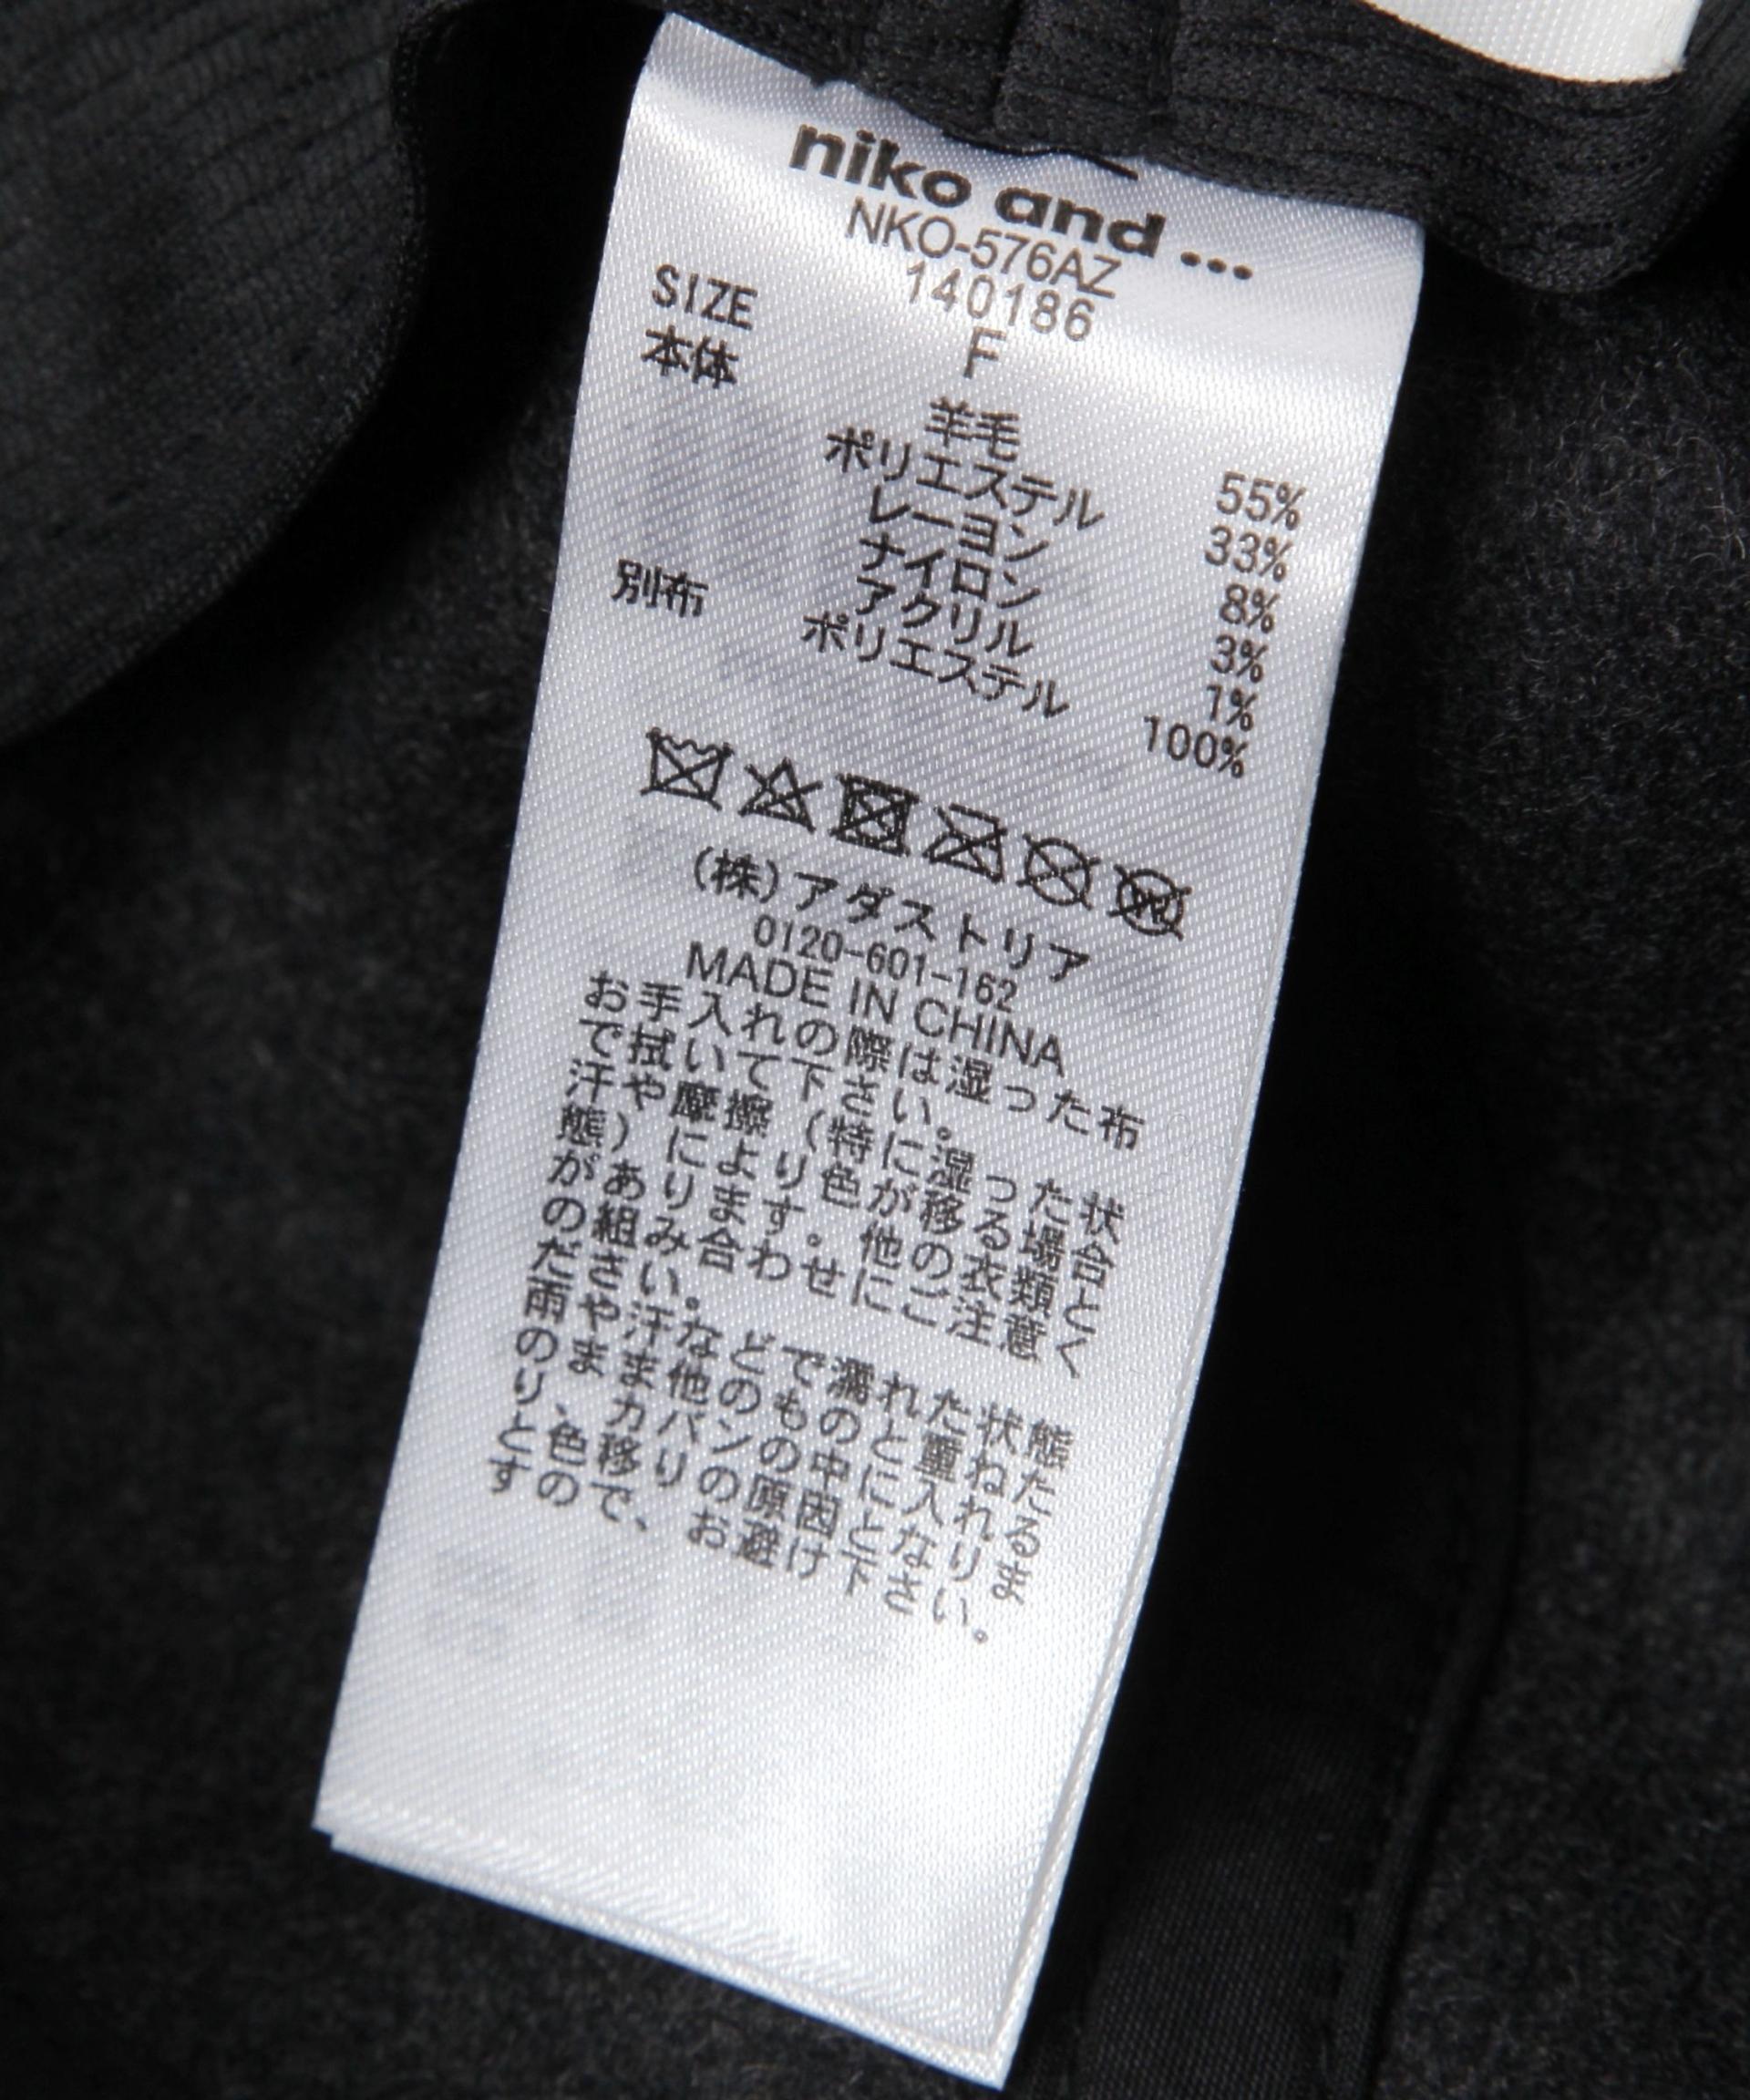 niko and ...
NKO-576AZ
140186
SIZE F
本体 羊毛 55%
ポリエステル 33%
レーヨン 8%
ナイロン 3%
アクリル 1%
別布 ポリエステル 100%
(株)アダストリア
0120-601-162
MADE IN CHINA
お手入れの際は湿った布
で拭いて下さい。
汗や摩擦(特に湿った状
態)により色が移る場合
があります。他の衣類と
の組み合わせにご注意く
ださい。
雨や汗などで濡れた状態
のまま他のものと重ねた
り、カバンの中に入れる
と色移りの原因となりま
すので、お避け下さい。